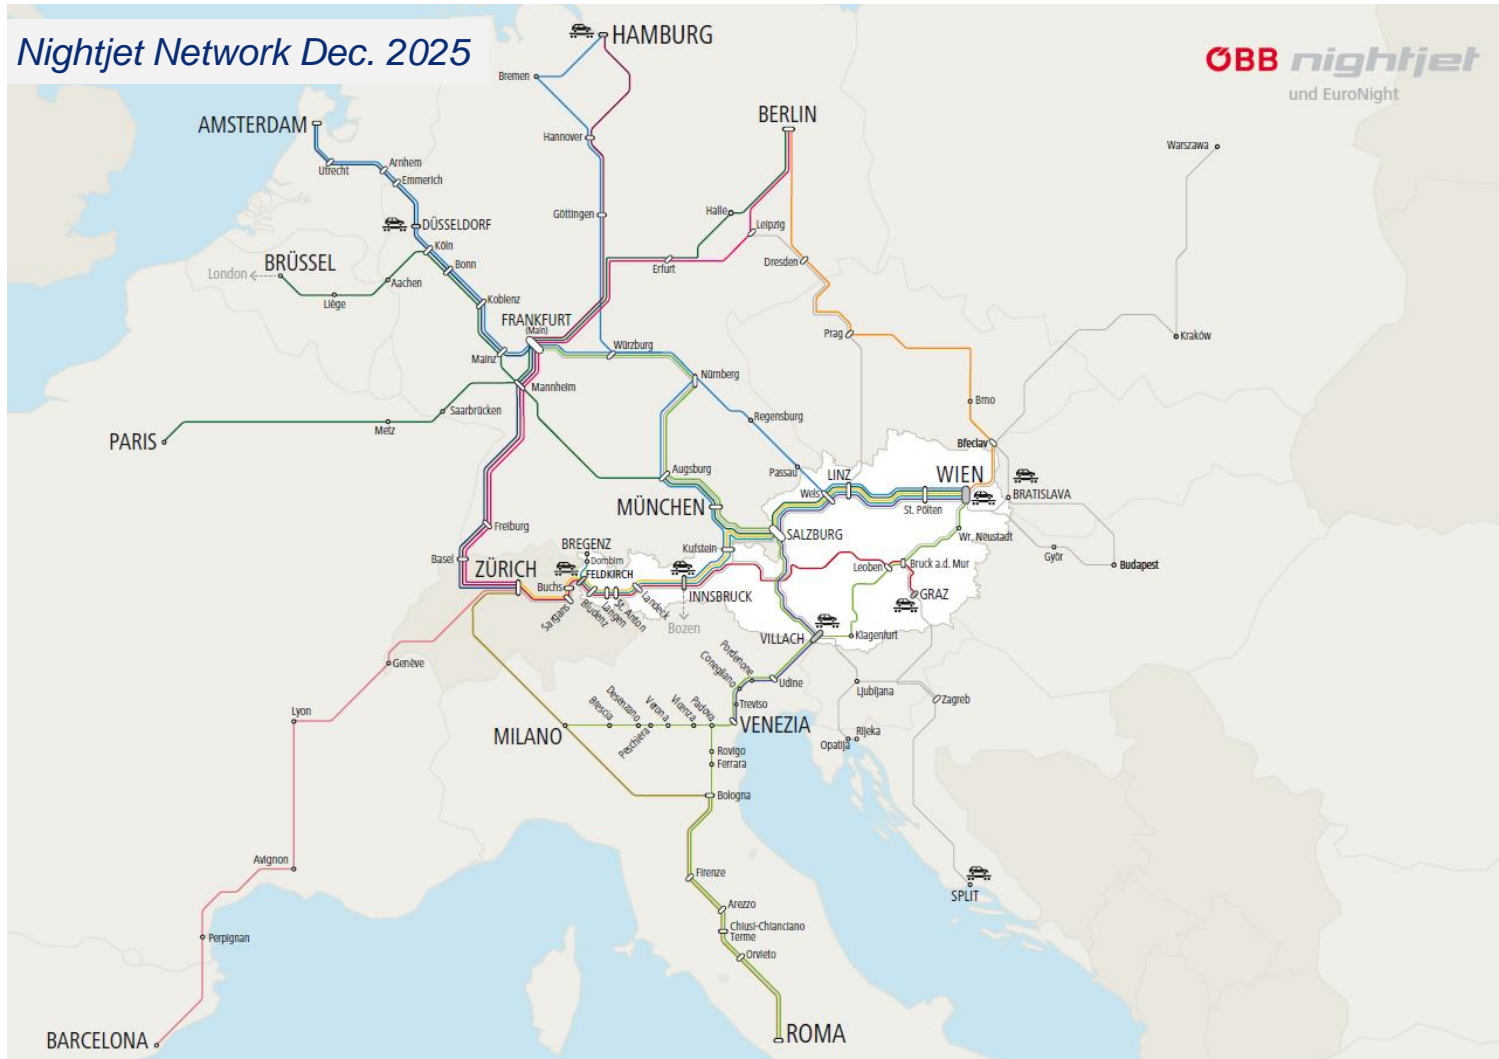 Nightjet Network Dec. 2025
ÖBB nightjet
und EuroNight
HAMBURG
Bremen
AMSTERDAM
BERLIN
Hannover
Warszawa
Utrecht
Arnhem
Emmerich
Göttingen
Halle
DÜSSELDORF
Leipzig
Köln
BRÜSSEL
London
Bonn
Dresden
Erfurt
Aachen
Liège
Koblenz
FRANKFURT
(Main)
Prag
Kraków
Würzburg
Mainz
Nürnberg
Mannheim
Brno
Saarbrücken
Regensburg
Metz
PARIS
Břeclav
Augsburg
Passau
LINZ
WIEN
Wels
BRATISLAVA
MÜNCHEN
St. Pölten
Freiburg
SALZBURG
Wr. Neustadt
BREGENZ
Kufstein
Dornbirn
Basel
ZÜRICH
FELDKIRCH
Győr
Budapest
Leoben
Bruck a.d. Mur
Buchs
INNSBRUCK
GRAZ
Sargans
Bludenz
Langen
St. Anton
Landeck
Bozen
VILLACH
Klagenfurt
Genève
Pordenone
Conegliano
Udine
Ljubljana
Zagreb
Treviso
Lyon
Brescia
Desenzano
Peschiera
Verona
Vicenza
Padova
VENEZIA
MILANO
Rijeka
Opatija
Rovigo
Ferrara
Bologna
Avignon
Firenze
SPLIT
Arezzo
Chiusi-Chianciano
Terme
Perpignan
Orvieto
ROMA
BARCELONA